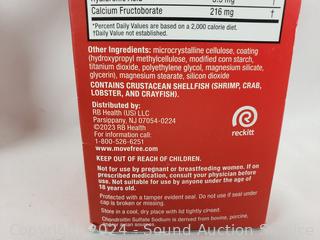 Calcium Fructoborate 216 mg †
*Percent Daily Values are based on a 2,000 calorie diet.
†Daily Value not established.
Other Ingredients: microcrystalline cellulose, coating
(hydroxypropyl methylcellulose, modified corn starch,
titanium dioxide, polyethylene glycol, magnesium silicate,
glycerin), magnesium stearate, silicon dioxide
CONTAINS CRUSTACEAN SHELLFISH (SHRIMP, CRAB,
LOBSTER, AND CRAYFISH).
Distributed by:
RB Health (US) LLC
Parsippany, NJ 07054-0224
©2023 RB Health
For information call:
1-800-526-6251
www.movefree.com
reckitt
KEEP OUT OF REACH OF CHILDREN.
Not for use by pregnant or breastfeeding women. If on
prescribed medication, consult your physician before
use. Not suitable for use by anyone under the age of
18 years old.
Protected with a tamper evident seal. Do not use if seal under
cap is broken or missing.
Store in a cool, dry place with lid tightly closed.
Chondroitin Sulfate Sodium is derived from bovine, porcine,
2024 - Sound Auction Service